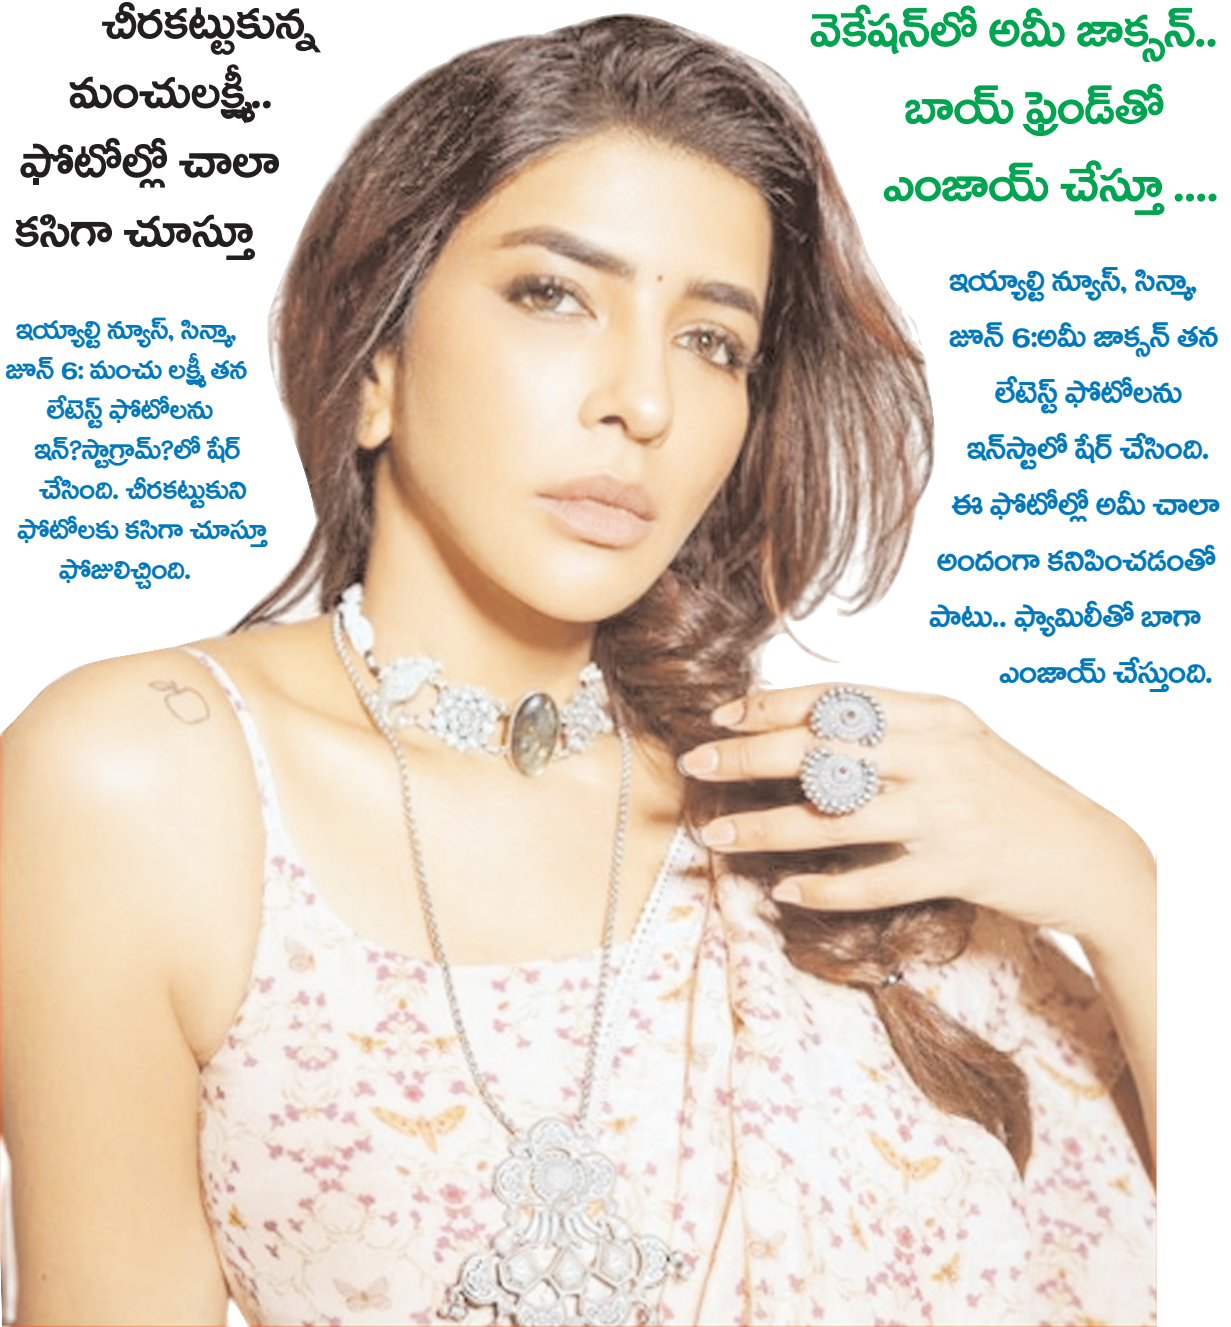 చీరకట్టుకున్న
మంచులక్ష్మీ..
ఫోటోల్లో చాలా
కసిగా చూస్తూ
ఇయ్యాల్టి న్యూస్, సిన్మా,
జూన్ 6: మంచు లక్ష్మీ తన
లేటెస్ట్ ఫోటోలను
ఇన్?స్టాగ్రామ్?లో షేర్
చేసింది. చీరకట్టుకుని
ఫోటోలకు కసిగా చూస్తూ
ఫోజులిచ్చింది.
వెకేషన్‌లో అమీ జాక్సన్..
బాయ్ ఫ్రెండ్‌తో
ఎంజాయ్ చేస్తూ ....
ఇయ్యాల్టి న్యూస్, సిన్మా,
జూన్ 6:అమీ జాక్సన్ తన
లేటెస్ట్ ఫోటోలను
ఇన్‌స్టాలో షేర్ చేసింది.
ఈ ఫోటోల్లో అమీ చాలా
అందంగా కనిపించడంతో
పాటు.. ఫ్యామిలీతో బాగా
ఎంజాయ్ చేస్తుంది.